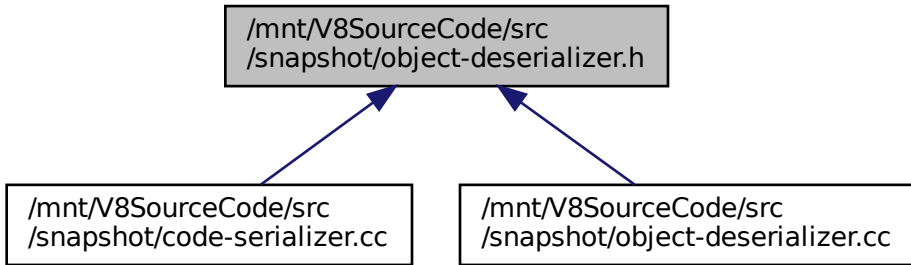 /mnt/V8SourceCode/src
/snapshot/object-deserializer.h
/mnt/V8SourceCode/src
/snapshot/code-serializer.cc
/mnt/V8SourceCode/src
/snapshot/object-deserializer.cc